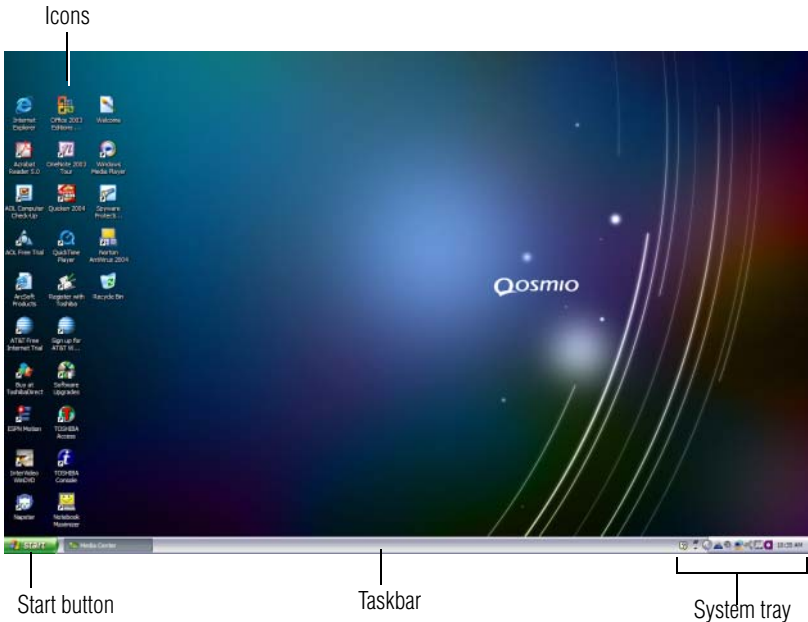 Icons
Internet
Explorer
Office 2003
Editions ...
Welcome
Acrobat
Reader 5.0
OneNote 2003
Tour
Windows
Media Player
AOL Computer
Check-Up
Quicken 2004
Spyware
Protecti...
AOL Free Trial
QuickTime
Player
Norton
AntiVirus 2004
ArcSoft
Products
Register with
Toshiba
Recycle Bin
AT&T Free
Internet Trial
Sign up for
AT&T W...
Buy at
ToshibaDirect
Software
Upgrades
ESPN Motion
TOSHIBA
Access
InterVideo
WinDVD
TOSHIBA
Console
Napster
Notebook
Maximizer
Qosmio
start
Media Center
Start button
Taskbar
System tray